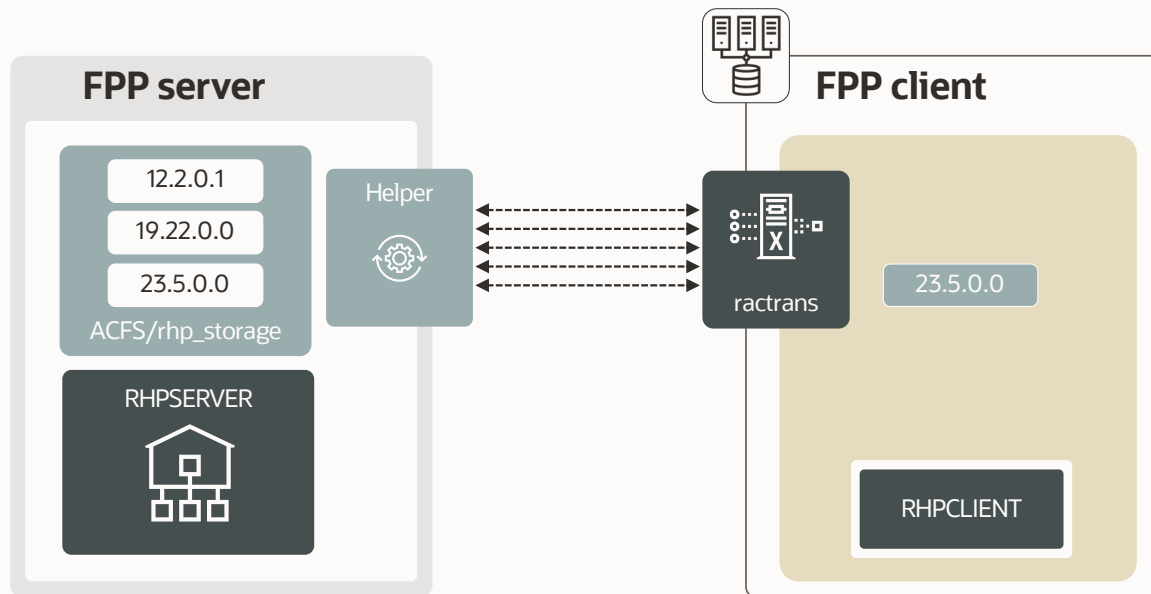 FPP server
12.2.0.1
19.22.0.0
23.5.0.0
ACFS/rhp_storage
RHPSERVER
Helper
FPP client
X
ractrans
23.5.0.0
RHPCLIENT